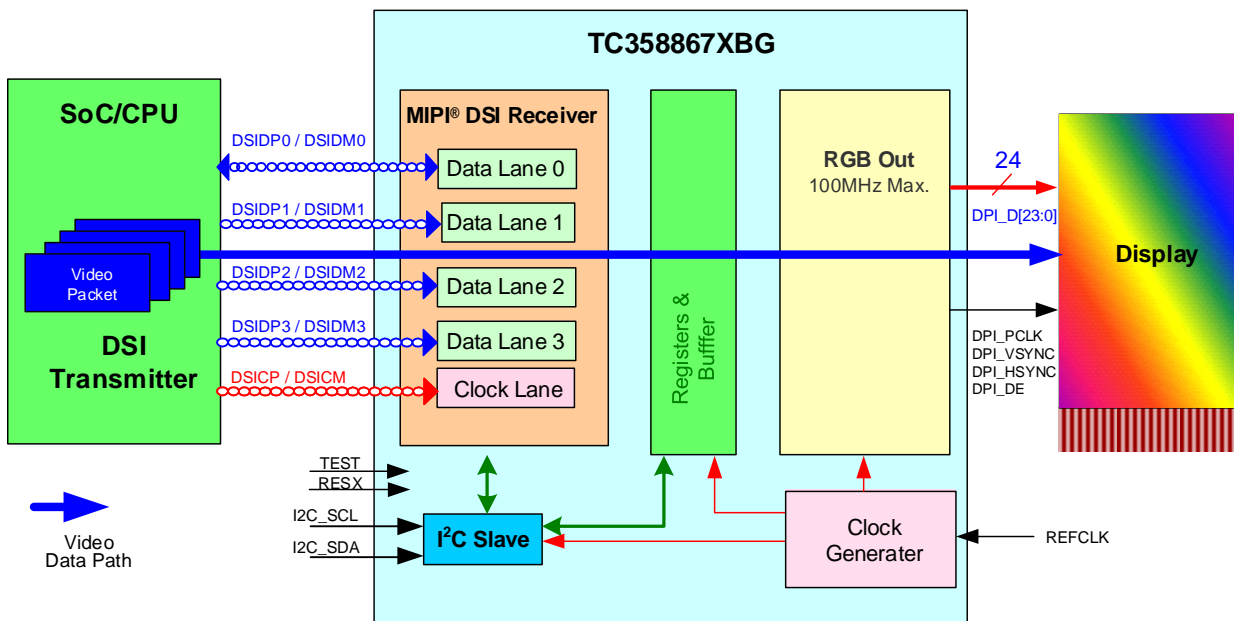 TC358867XBG
SoC/CPU
DSI
Transmitter
Video
Packet
DSIDP0 / DSIDM0
DSIDP1 / DSIDM1
DSIDP2 / DSIDM2
DSIDP3 / DSIDM3
DSICP / DSICM
MIPI® DSI Receiver
Data Lane 0
Data Lane 1
Data Lane 2
Data Lane 3
Clock Lane
Registers &
Bufffer
RGB Out
100MHz Max.
24
DPI_D[23:0]
Display
DPI_PCLK
DPI_VSYNC
DPI_HSYNC
DPI_DE
TEST
RESX
I2C_SCL
I2C_SDA
I²C Slave
Clock
Generater
REFCLK
Video
Data Path